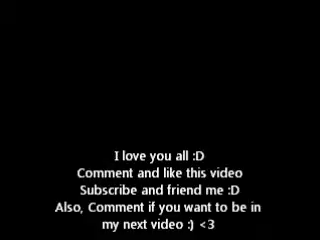 I love you all :D
Comment and like this video
Subscribe and friend me :D
Also, Comment if you want to be in
my next video :) <3